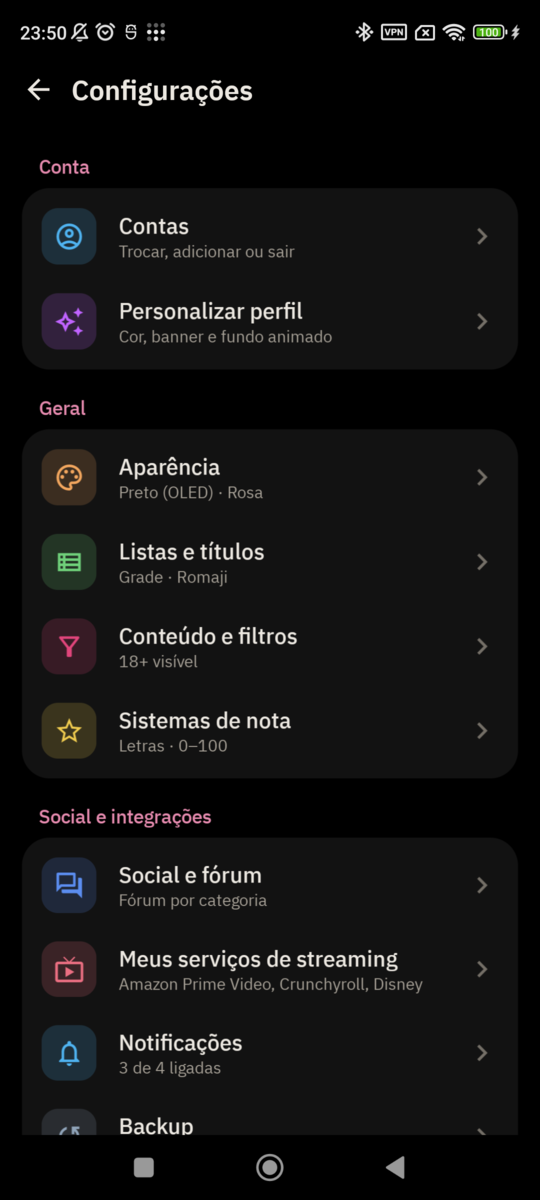 23:50
VPN
100
Configurações
Conta
Contas
Trocar, adicionar ou sair
Personalizar perfil
Cor, banner e fundo animado
Geral
Aparência
Preto (OLED) · Rosa
Listas e títulos
Grade · Romaji
Conteúdo e filtros
18+ visível
Sistemas de nota
Letras · 0–100
Social e integrações
Social e fórum
Fórum por categoria
Meus serviços de streaming
Amazon Prime Video, Crunchyroll, Disney
Notificações
3 de 4 ligadas
Backup